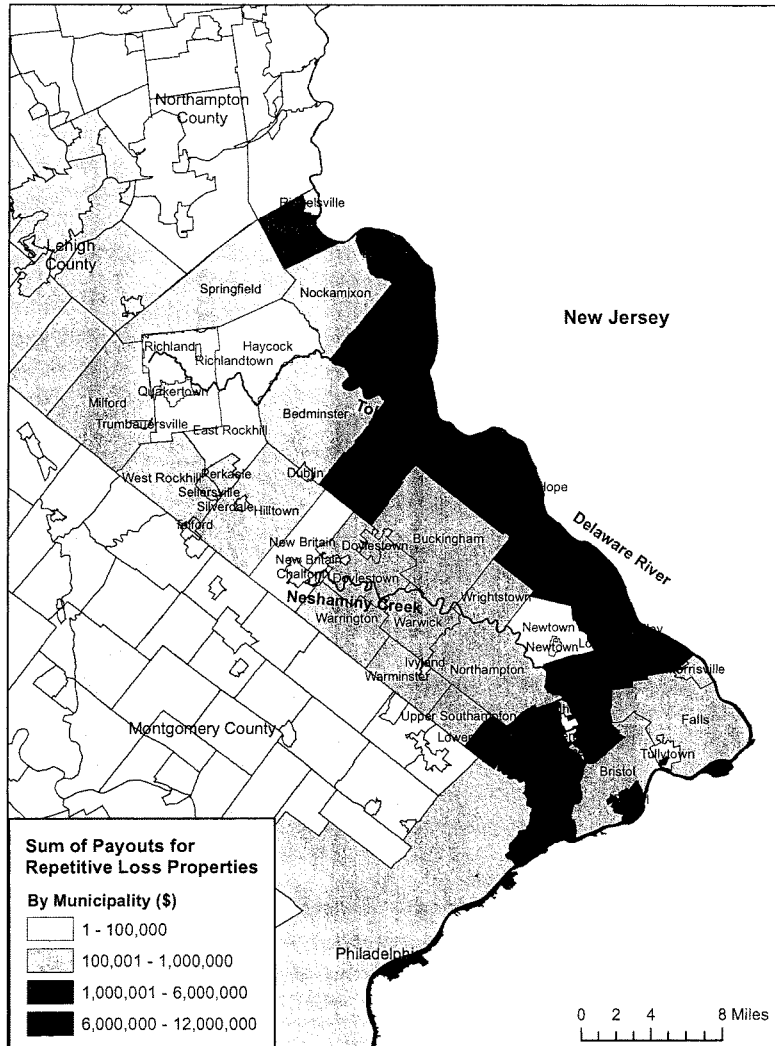 Northampton
County
Lehigh
County
Springfield
Nockamixon
New Jersey
Richland
Haycock
Richlandtown
Quakertown
Milford
Bedminster
Trumbauersville
East Rockhill
West Rockhill
Perkasie
Dublin
Sellersville
Silverdale
Hilltown
Telford
Hope
Delaware River
New Britain
Doylestown
Buckingham
New Britain
Chalfont
Doylestown
Neshaminy Creek
Wrightstown
Warrington
Warwick
Newtown
Newtown
Ivyland
Northampton
Warminster
Falls
Upper Southampton
Montgomery County
Tullytown
Bristol
Philadelphia
Sum of Payouts for
Repetitive Loss Properties
By Municipality ($)
1 - 100,000
100,001 - 1,000,000
1,000,001 - 6,000,000
6,000,000 - 12,000,000
0 2 4 8 Miles